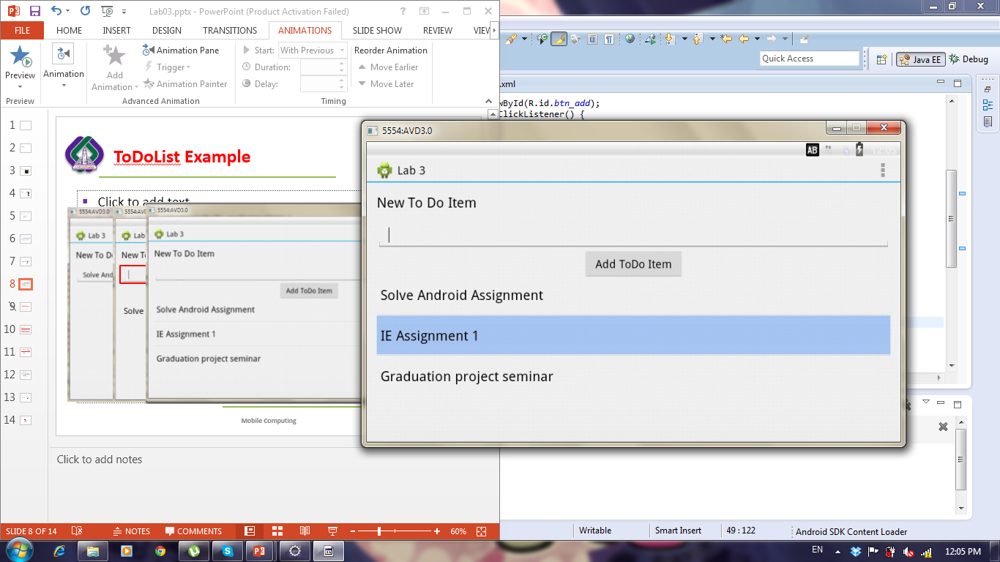 Lab03.pptx - PowerPoint (Product Activation Failed)
FILE HOME INSERT DESIGN TRANSITIONS ANIMATIONS SLIDE SHOW REVIEW VIEW
Preview
Animation
Add Animation
Animation Pane
Trigger
Animation Painter
Start: With Previous
Duration:
Delay:
Reorder Animation
Move Earlier
Move Later
Preview
Advanced Animation
Timing
1
2
3
4
5
6
7
8
9
10
11
12
13
14
ToDoList Example
Click to add text
5554:AVD3.0
Lab 3
New To D
Solve And
5554:AVD3.0
Lab
New T
Solve
5554:AVD3.0
Lab 3
New To Do Item
Add ToDo Item
Solve Android Assignment
IE Assignment 1
Graduation project seminar
Mobile Computing
Click to add notes
SLIDE 8 OF 14 NOTES COMMENTS 60%
Quick Access
Java EE
Debug
.xml
wById(R.id.btn_add);
ClickListener() {
5554:AVD3.0
AB 12:05
Lab 3
New To Do Item
Add ToDo Item
Solve Android Assignment
IE Assignment 1
Graduation project seminar
Writable Smart Insert 49 : 122 Android SDK Content Loader
EN 12:05 PM